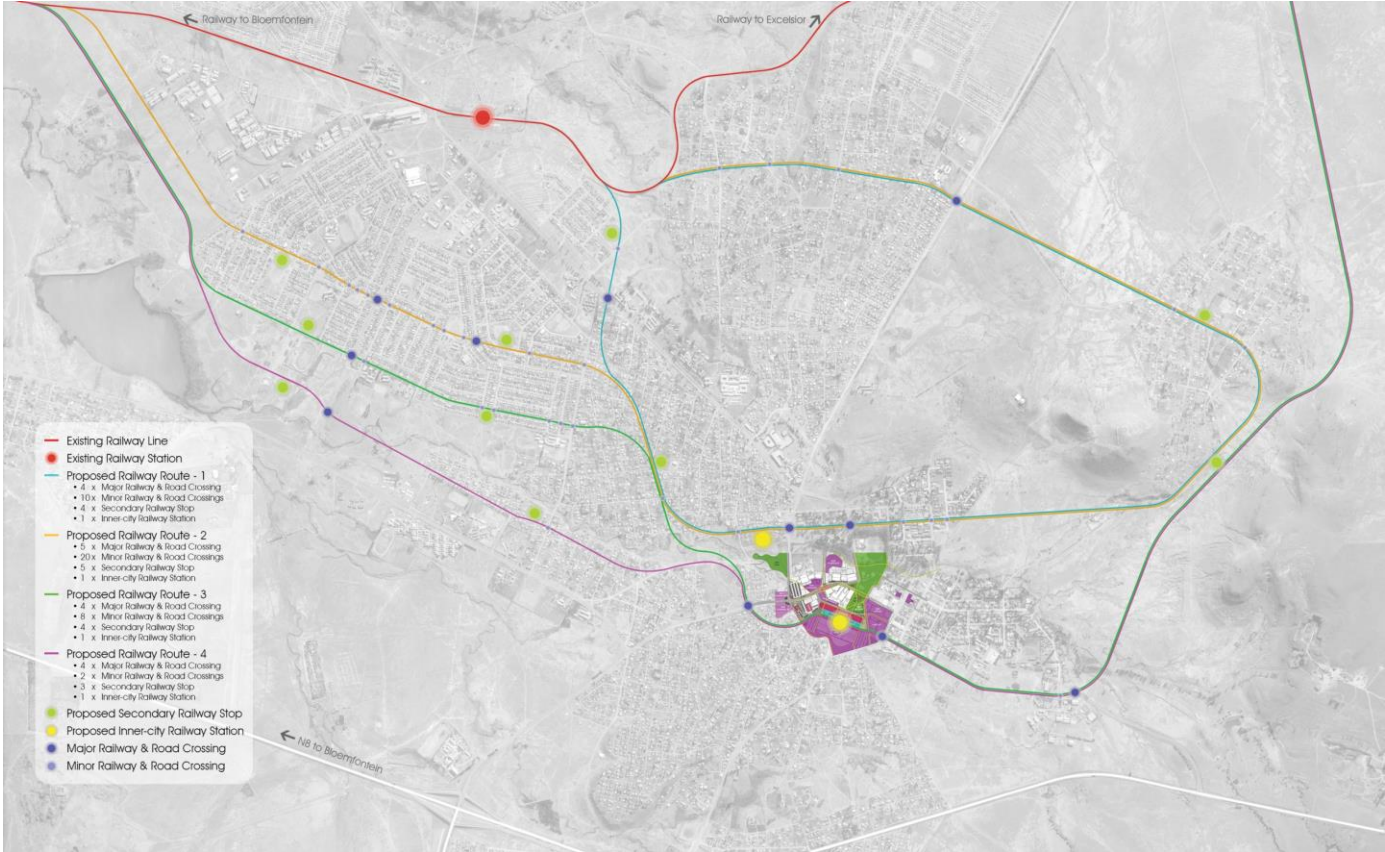 Railway to Bloemfontein
Railway to Excelsior
Existing Railway Line
Existing Railway Station
Proposed Railway Route - 1
• 4 x Major Railway & Road Crossing
• 10x Minor Railway & Road Crossings
• 4 x Secondary Railway Stop
• 1 x Inner-city Railway Station
Proposed Railway Route - 2
• 5 x Major Railway & Road Crossing
• 20x Minor Railway & Road Crossings
• 5 x Secondary Railway Stop
• 1 x Inner-city Railway Station
Proposed Railway Route - 3
• 4 x Major Railway & Road Crossing
• 8 x Minor Railway & Road Crossings
• 4 x Secondary Railway Stop
• 1 x Inner-city Railway Station
Proposed Railway Route - 4
• 4 x Major Railway & Road Crossing
• 2 x Minor Railway & Road Crossings
• 3 x Secondary Railway Stop
• 1 x Inner-city Railway Station
Proposed Secondary Railway Stop
Proposed Inner-city Railway Station
Major Railway & Road Crossing
Minor Railway & Road Crossing
N8 to Bloemfontein